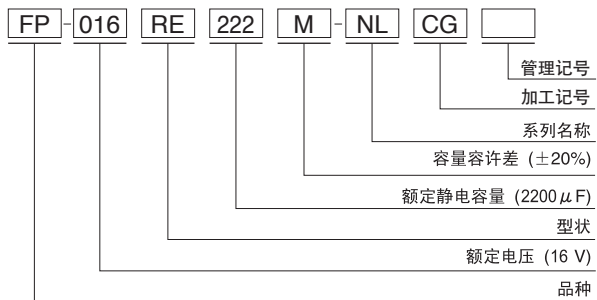 FP-016 RE 222 M-NL CG
管理记号
加工记号
系列名称
容量容许差 (±20%)
额定静电容量 (2200μF)
型状
额定电压 (16 V)
品种